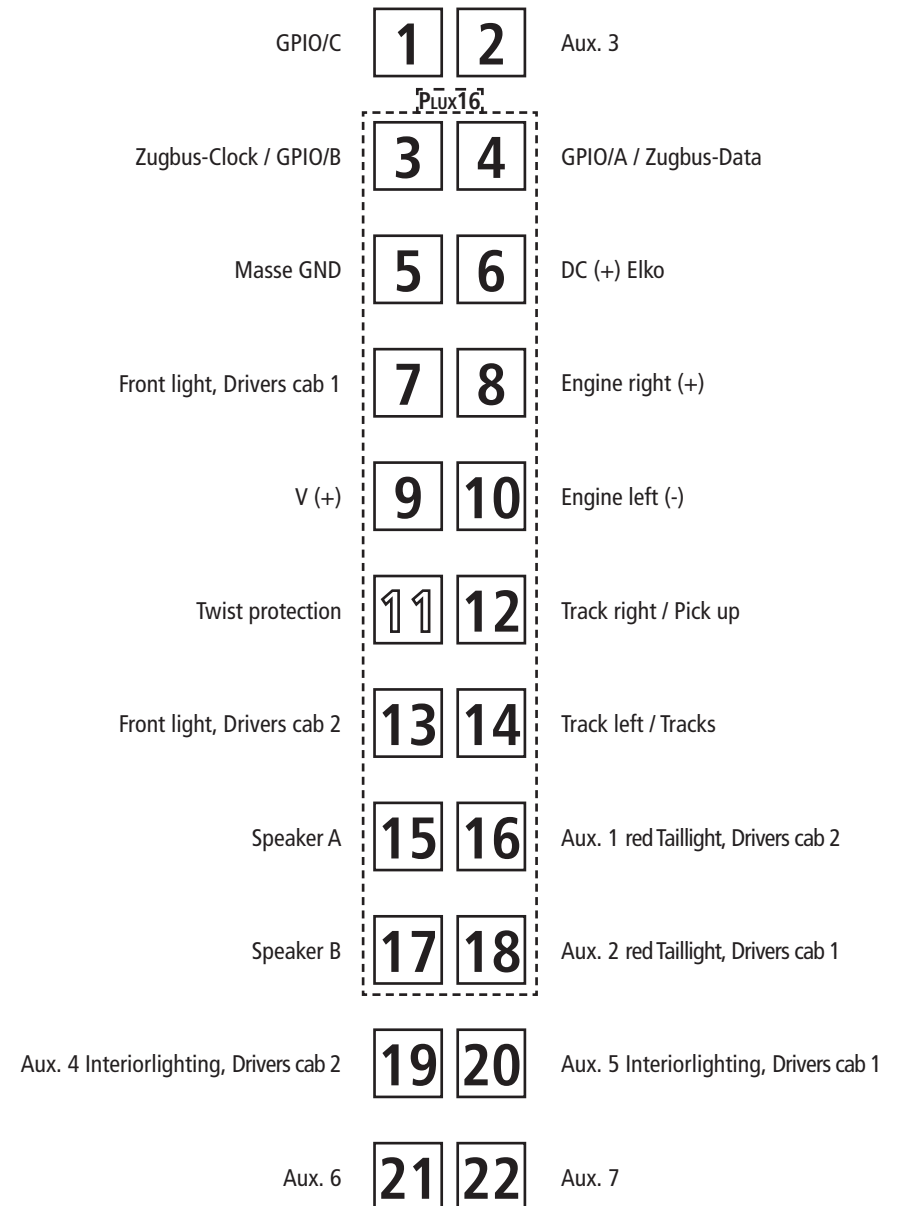 GPIO/C 1 2 Aux. 3
PLUX16
Zugbus-Clock / GPIO/B 3 4 GPIO/A / Zugbus-Data
Masse GND 5 6 DC (+) Elko
Front light, Drivers cab 1 7 8 Engine right (+)
V (+) 9 10 Engine left (-)
Twist protection 11 12 Track right / Pick up
Front light, Drivers cab 2 13 14 Track left / Tracks
Speaker A 15 16 Aux. 1 red Taillight, Drivers cab 2
Speaker B 17 18 Aux. 2 red Taillight, Drivers cab 1
Aux. 4 Interiorlighting, Drivers cab 2 19 20 Aux. 5 Interiorlighting, Drivers cab 1
Aux. 6 21 22 Aux. 7